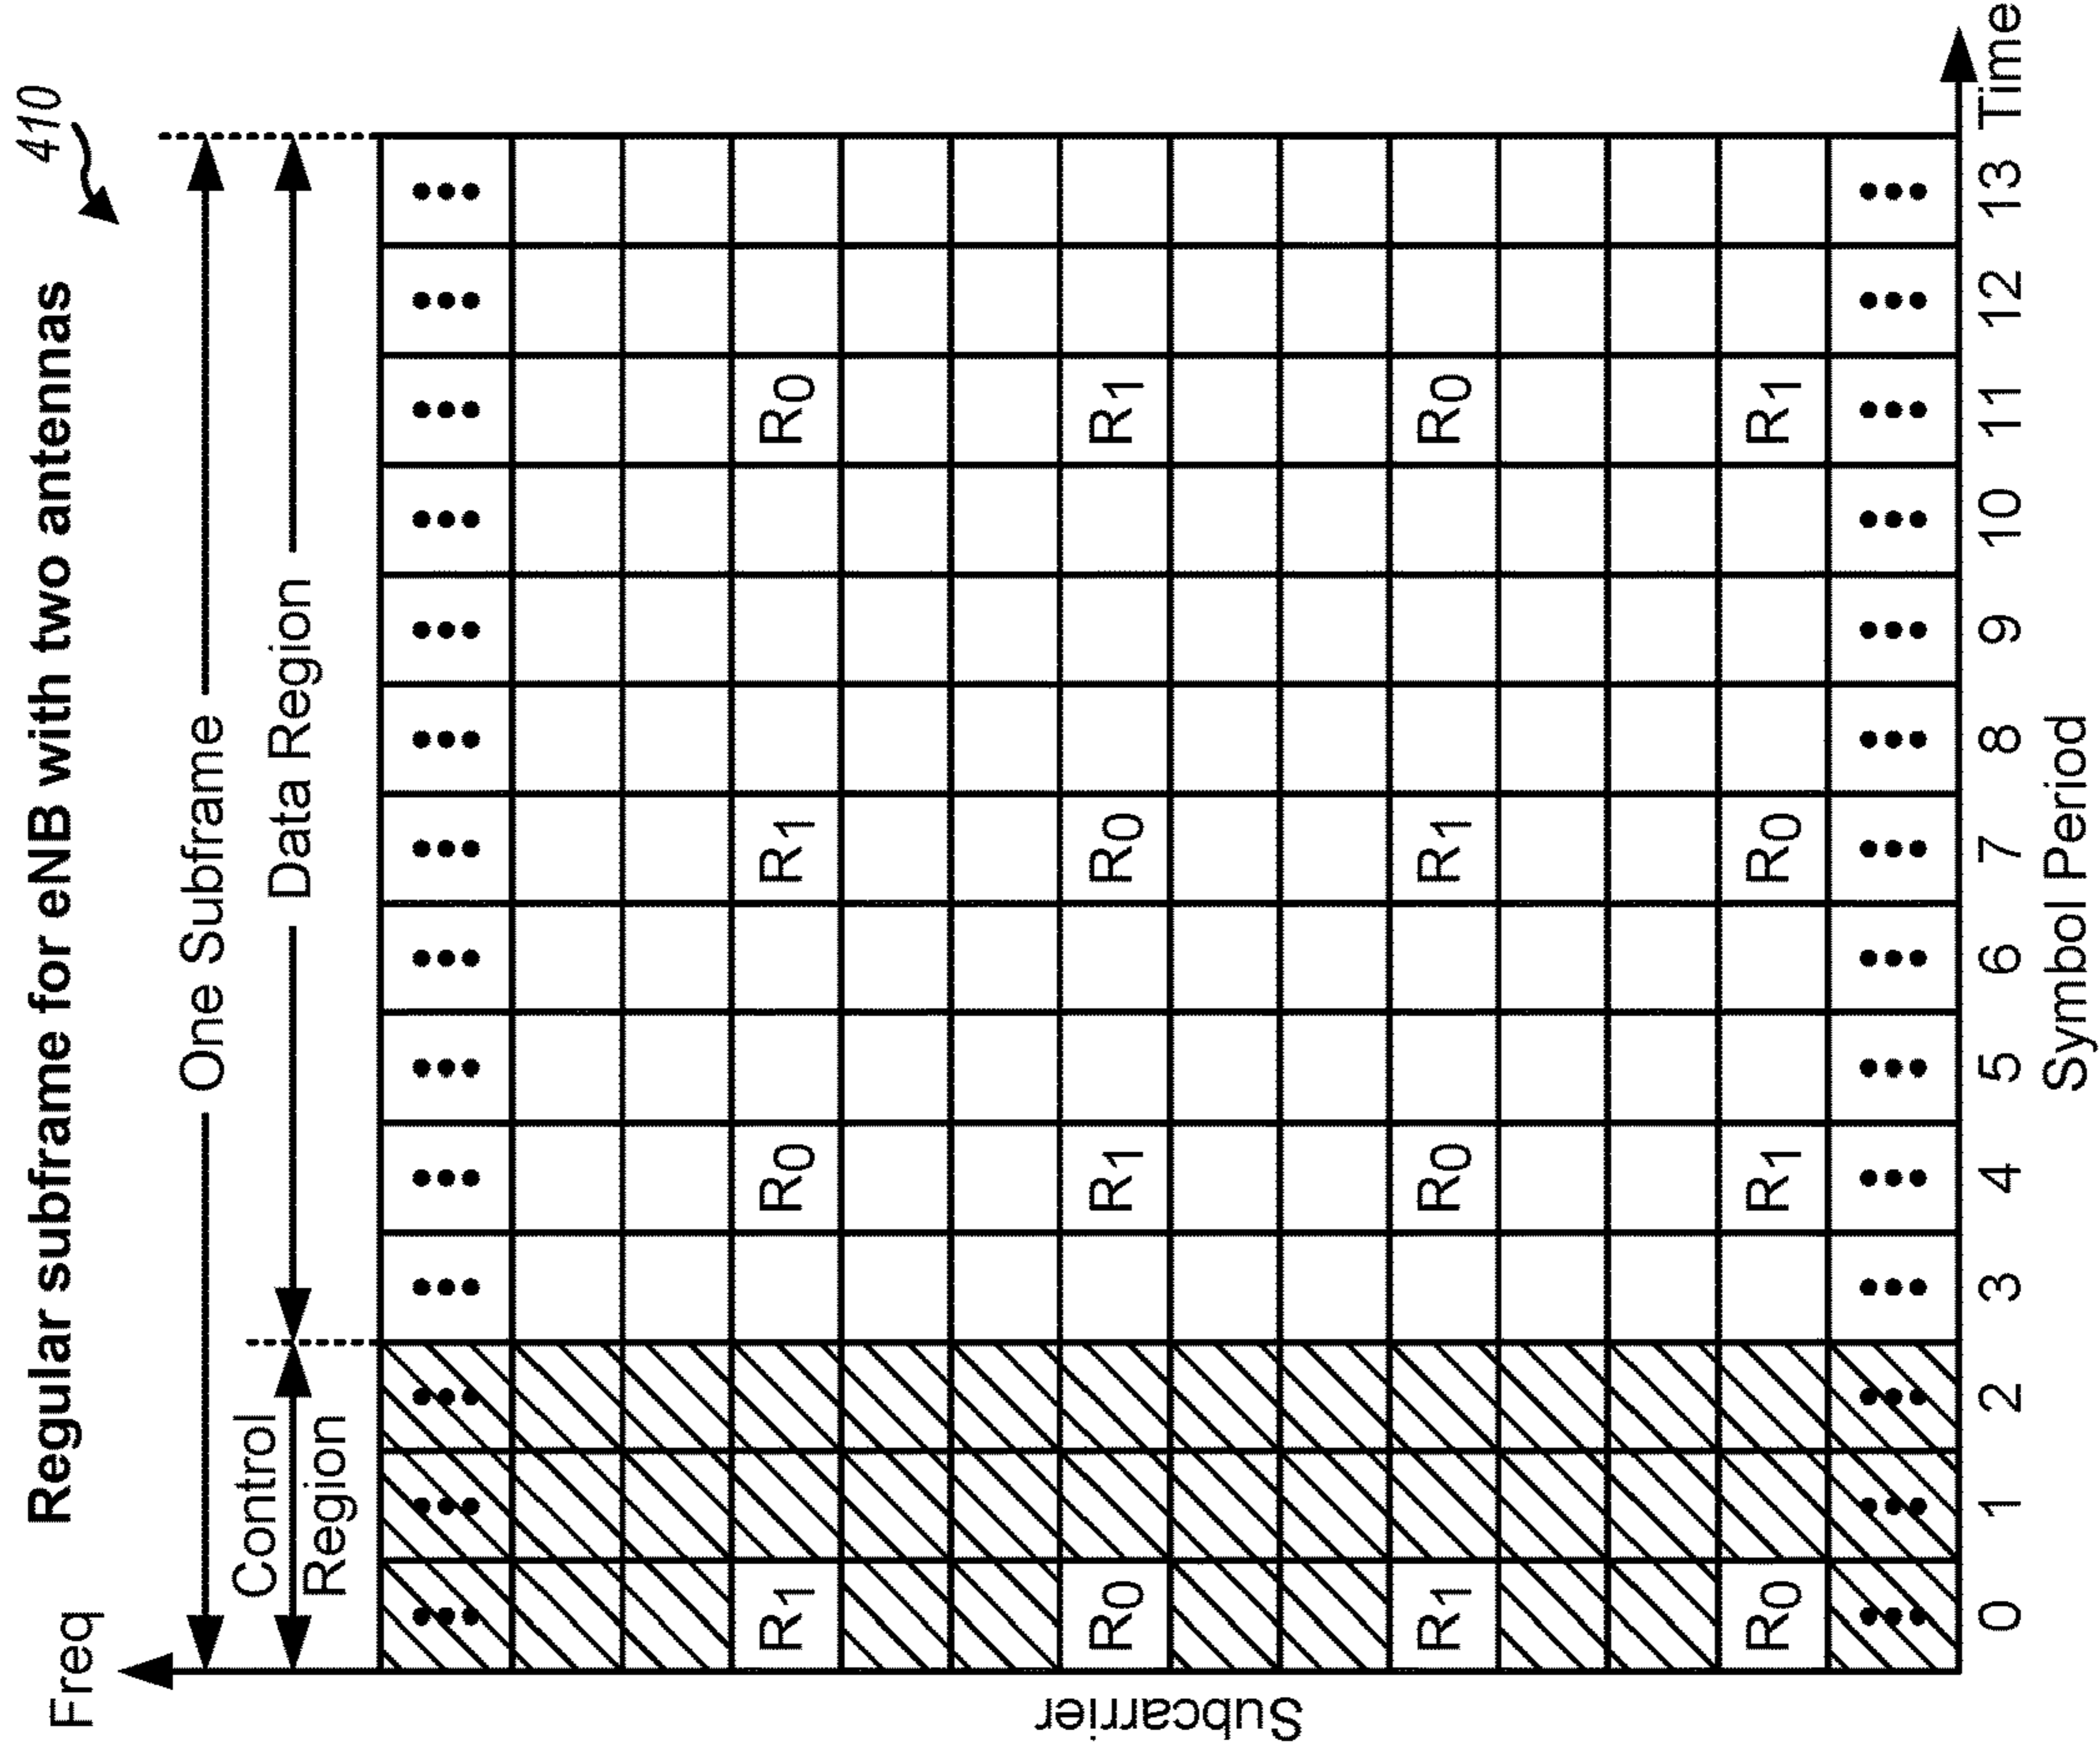 Regular subframe for eNB with two antennas
410
Freq
One Subframe
Control
Region
Data Region
Subcarrier
R1 R0 R1 R0
R0 R1 R0 R1
R1 R0 R1 R0
R0 R1 R0 R1
0 1 2 3 4 5 6 7 8 9 10 11 12 13 Time
Symbol Period